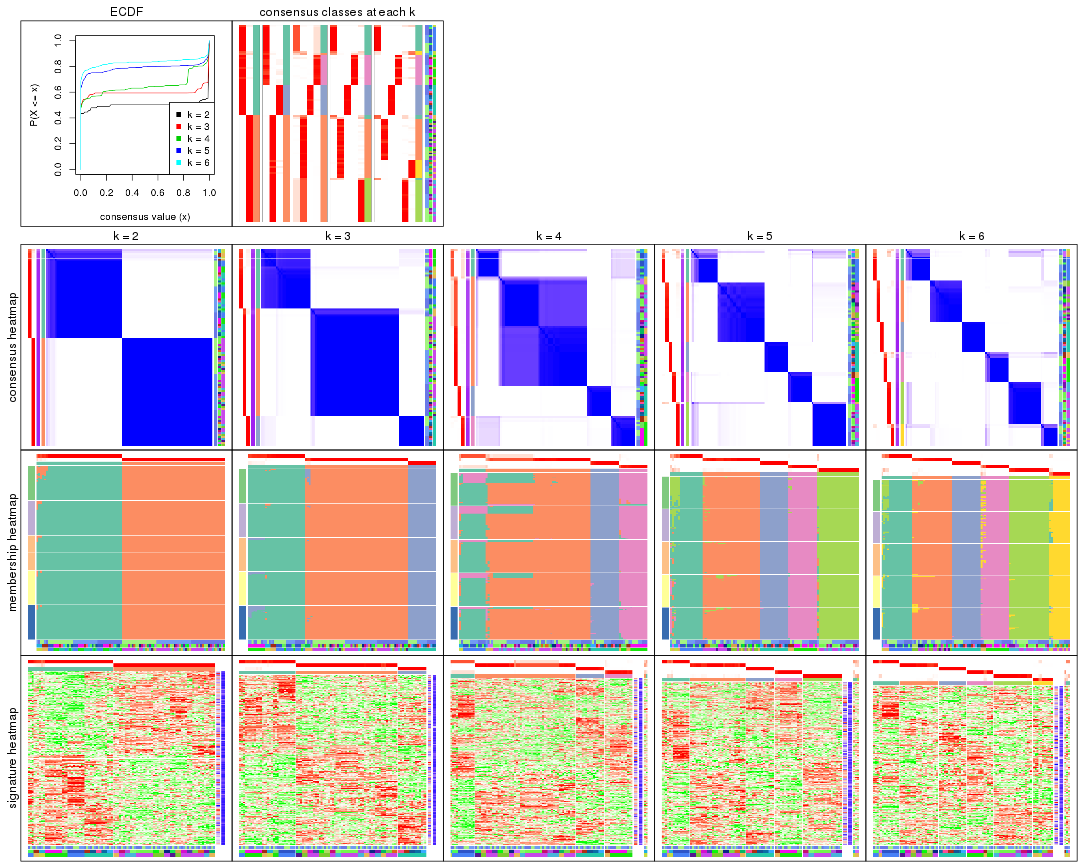 ECDF
consensus classes at each k
P(X <= x)
0.0 0.2 0.4 0.6 0.8 1.0
k = 2
k = 3
k = 4
k = 5
k = 6
0.0 0.2 0.4 0.6 0.8 1.0
consensus value (x)
k = 2 k = 3 k = 4 k = 5 k = 6
consensus heatmap
membership heatmap
signature heatmap